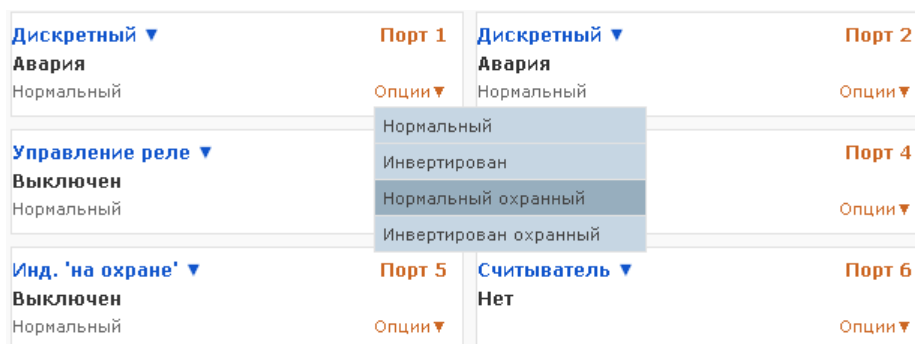 Дискретный ▼ Порт 1
Авария
Нормальный Опции▼
Дискретный ▼ Порт 2
Авария
Нормальный Опции▼
Нормальный
Инвертирован
Нормальный охранный
Инвертирован охранный
Управление реле ▼
Выключен
Нормальный
Порт 4
Опции▼
Инд. 'на охране' ▼ Порт 5
Выключен
Нормальный Опции▼
Считыватель ▼ Порт 6
Нет
Опции▼